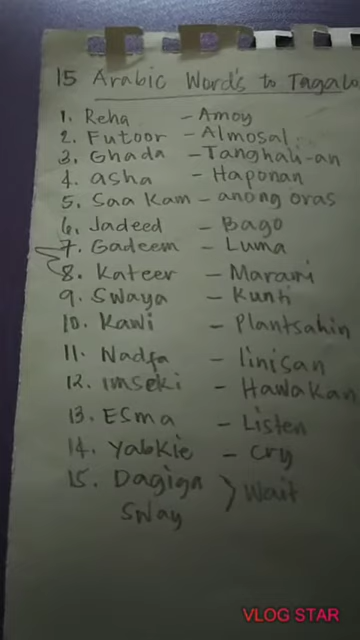 15 Arabic Word's to Tagalo
1. Reha - Amoy
2. Futoor - Almosal
3. Ghada - Tanghali-an
4. asha - Haponan
5. Saa Kam - anong oras
6. Jadeed - Bago
7. Gadeem - Luma
8. Kateer - Marami
9. Swaya - Kunti
10. Kawi - Plantsahin
11. Nadfa - linisan
12. imseki - Hawakan
13. ESma - Listen
14. Yabkie - Cry
15. Dagiga } Wait
Sway
VLOG STAR